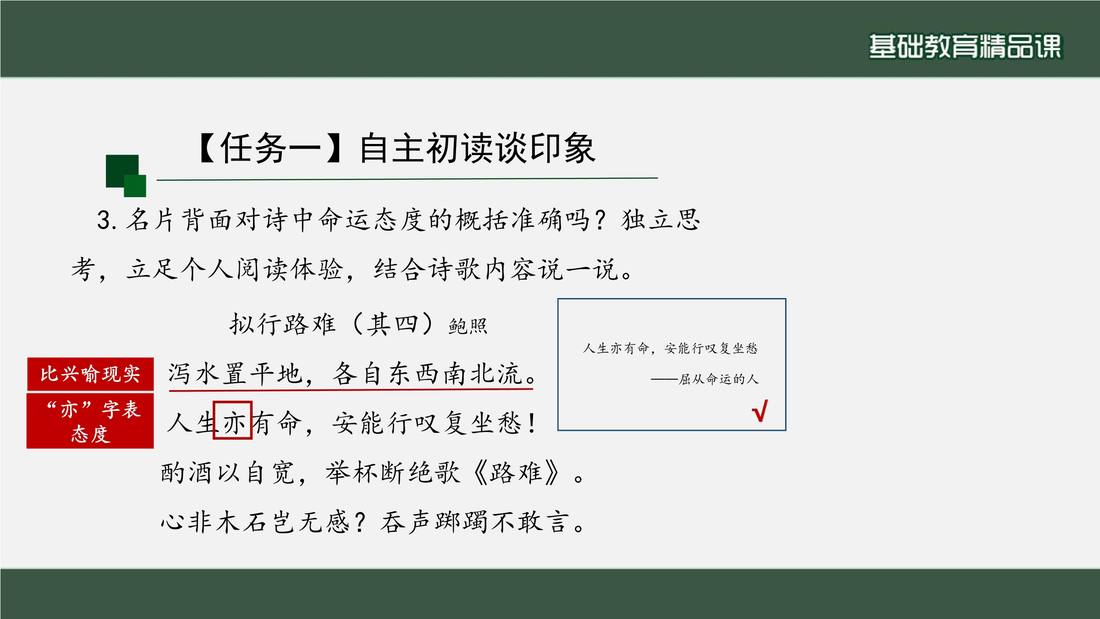 基础教育精品课
【任务一】自主初读谈印象
3.名片背面对诗中命运态度的概括准确吗？独立思
考，立足个人阅读体验，结合诗歌内容说一说。
拟行路难（其四）鲍照
比兴喻现实
泻水置平地，各自东西南北流。
“亦”字表
态度
人生亦有命，安能行叹复坐愁！
酌酒以自宽，举杯断绝歌《路难》。
心非木石岂无感？吞声踯躅不敢言。
人生亦有命，安能行叹复坐愁
——屈从命运的人
√